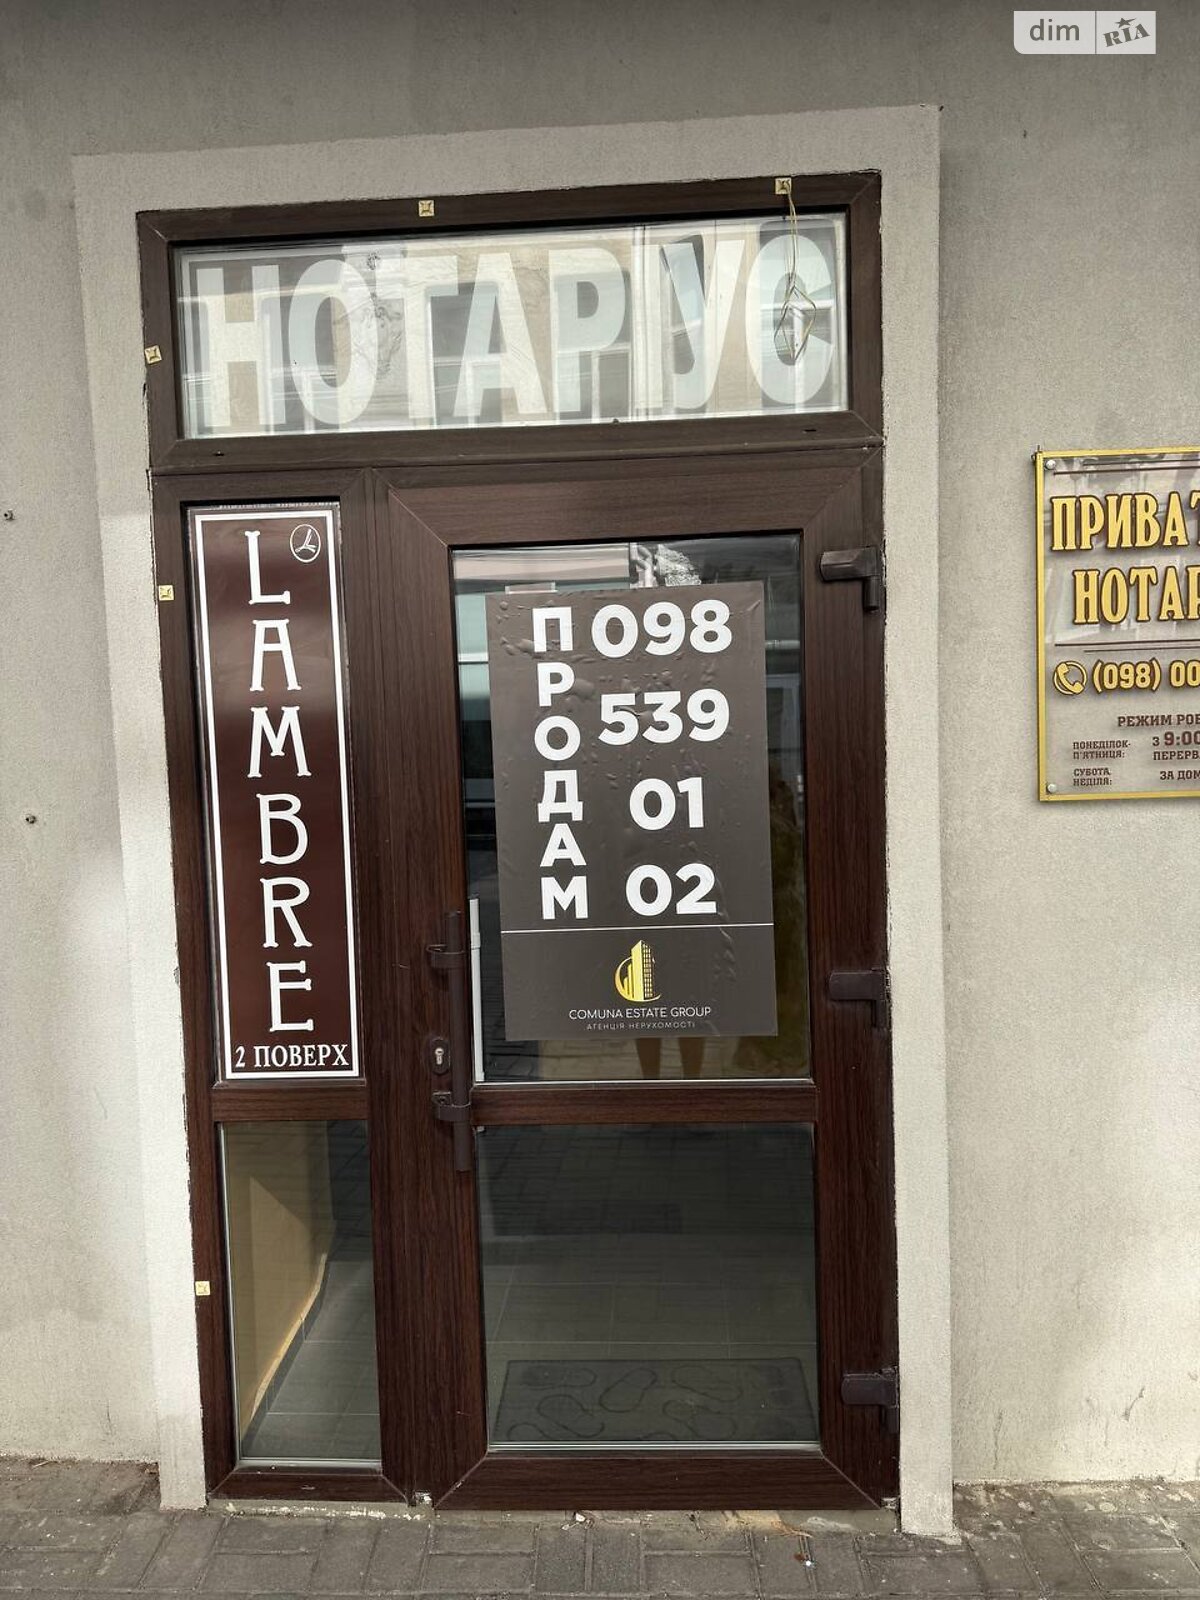 dim RIA
НОТАРІУС
LAMBRE
2 ПОВЕРХ
ПРОДАМ
098
539
01
02
COMUNA ESTATE GROUP
АГЕНЦІЯ НЕРУХОМОСТІ
ПРИВАТ
НОТАР
(098) 00
РЕЖИМ РОБ
ПОНЕДІЛОК-
П'ЯТНИЦЯ:
З 9:00
ПЕРЕРВ
СУБОТА,
НЕДІЛЯ:
ЗА ДОМ